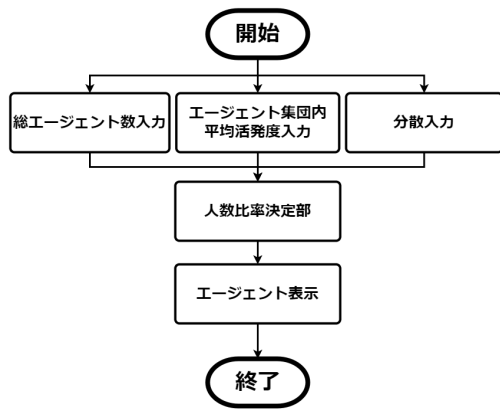 開始
総エージェント数入力
エージェント集団内
平均活発度入力
分散入力
人数比率決定部
エージェント表示
終了